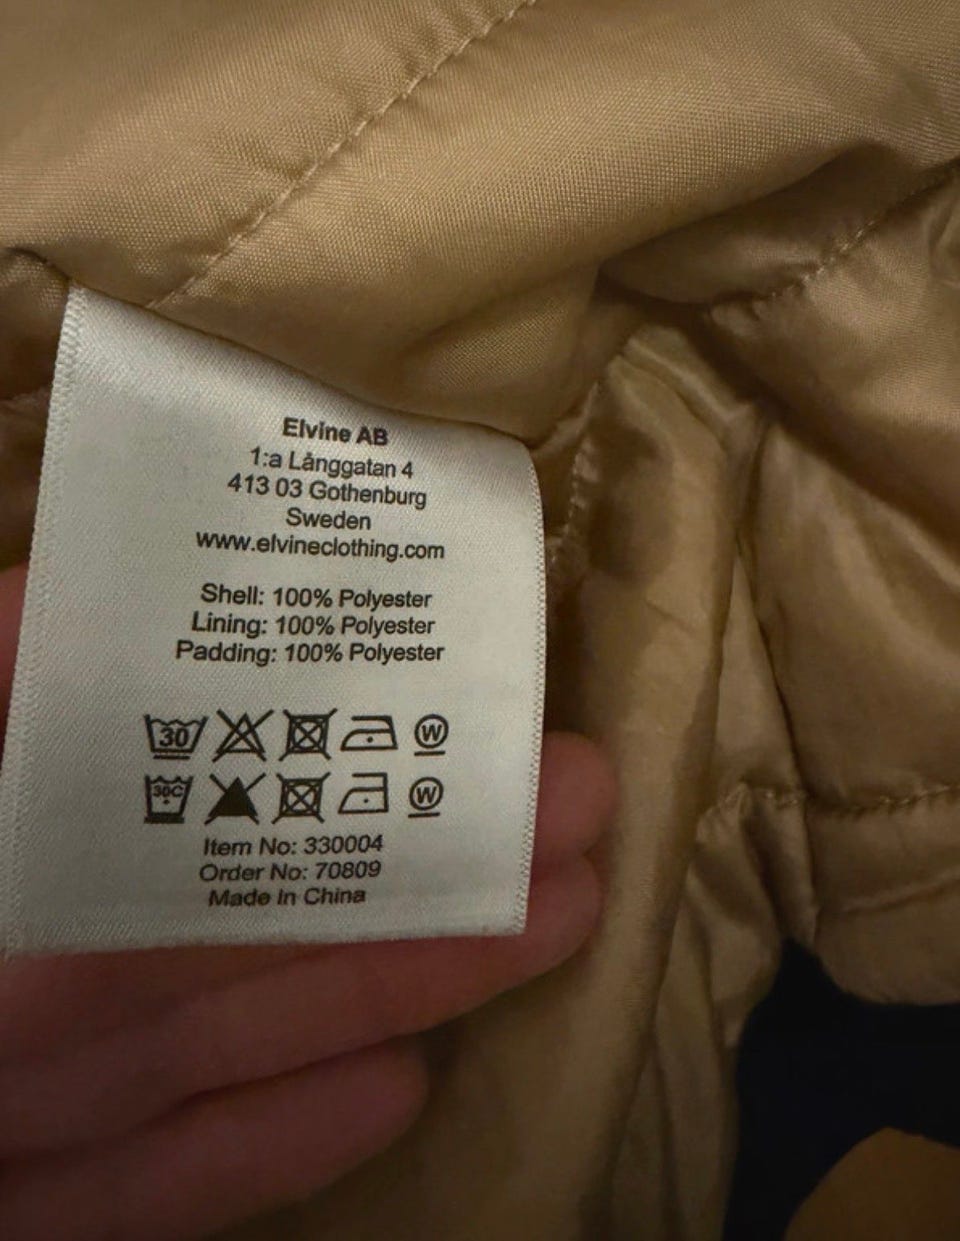 Elvine AB
1:a Långgatan 4
413 03 Gothenburg
Sweden
www.elvineclothing.com
Shell: 100% Polyester
Lining: 100% Polyester
Padding: 100% Polyester
30 W
30C W
Item No: 330004
Order No: 70809
Made In China